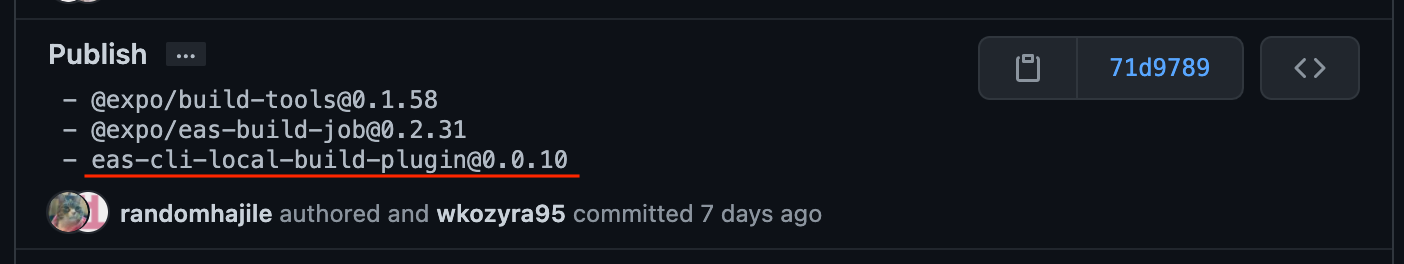 Publish ...
71d9789
- @expo/build-tools@0.1.58
- @expo/eas-build-job@0.2.31
- eas-cli-local-build-plugin@0.0.10
randomhajile authored and wkozyra95 committed 7 days ago